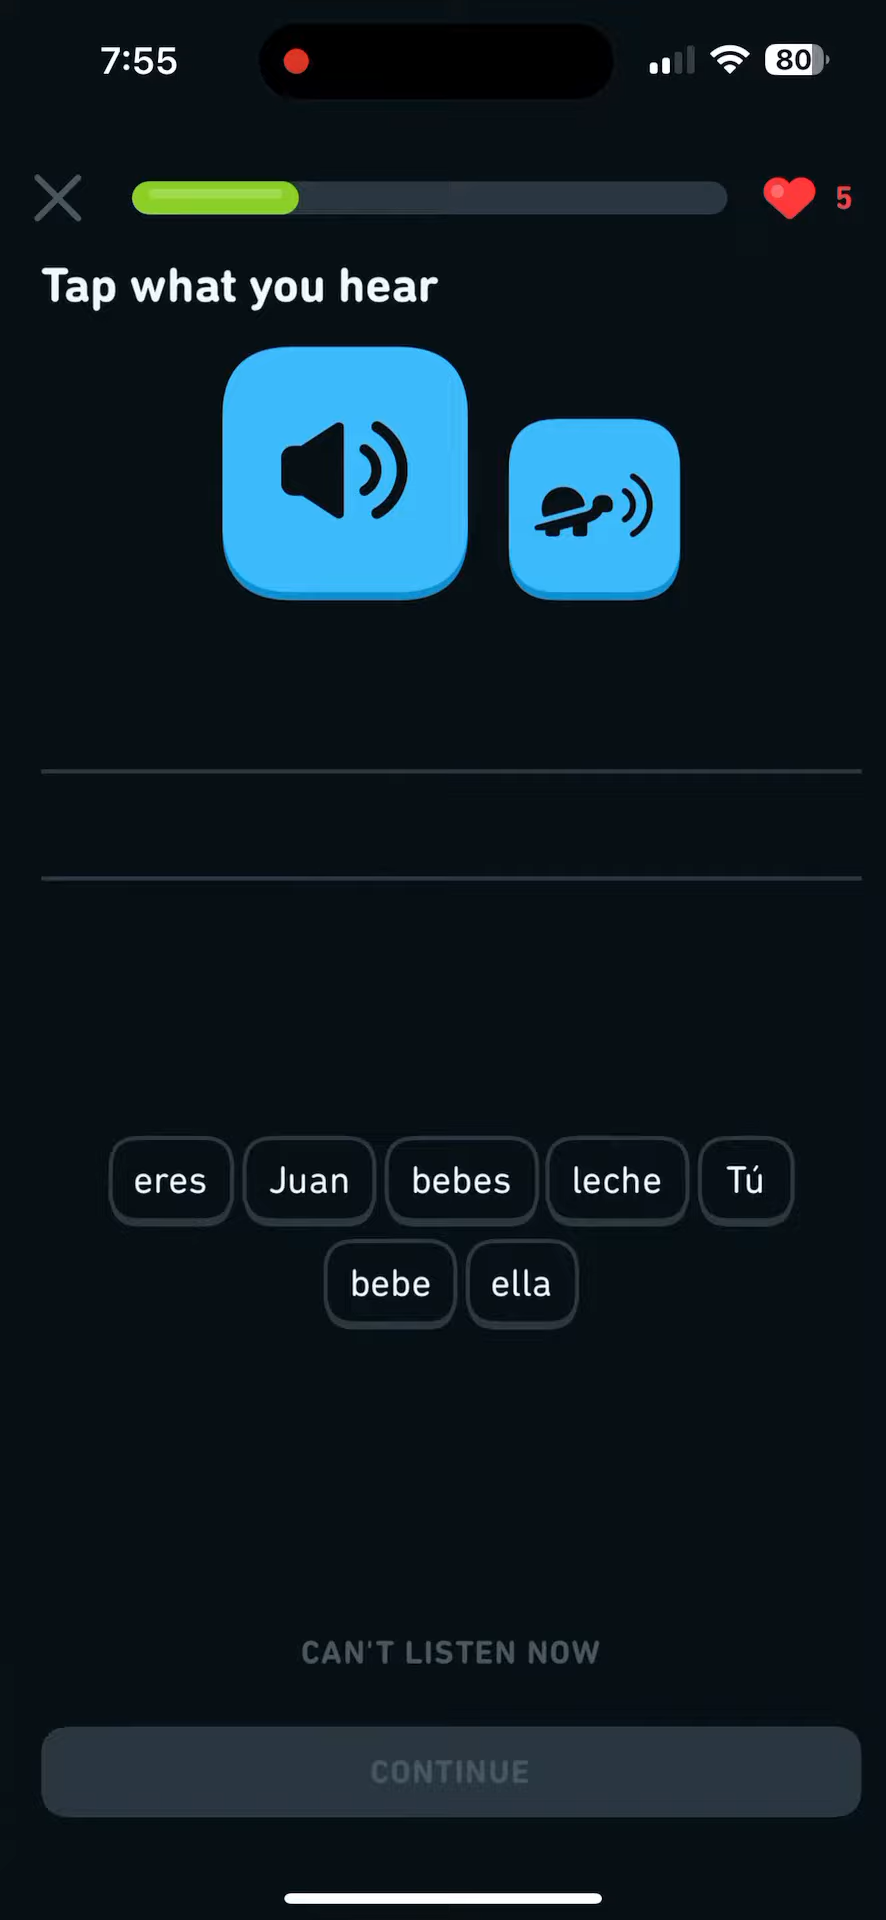 7:55
80
5
Tap what you hear
eres Juan bebes leche Tú
bebe ella
CAN'T LISTEN NOW
CONTINUE